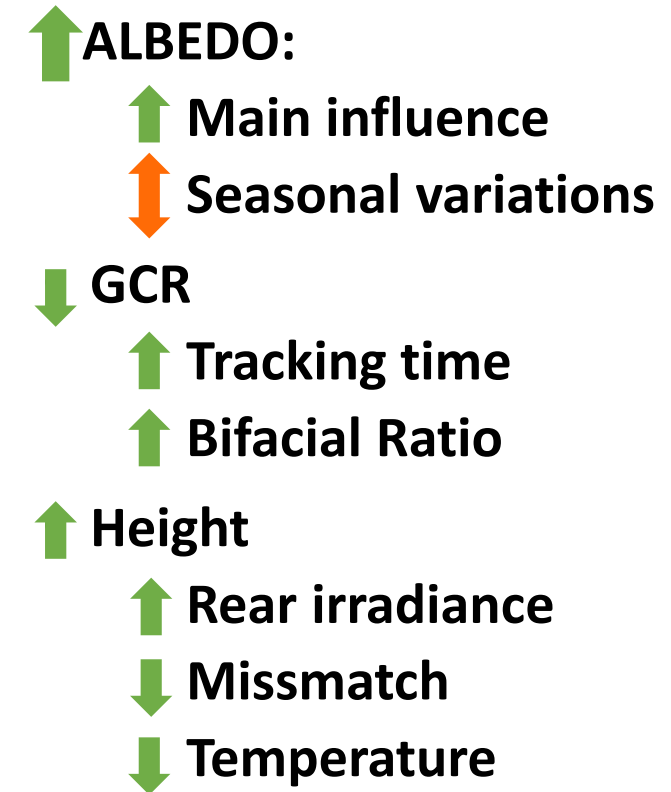 ALBEDO:
Main influence
Seasonal variations
GCR
Tracking time
Bifacial Ratio
Height
Rear irradiance
Missmatch
Temperature